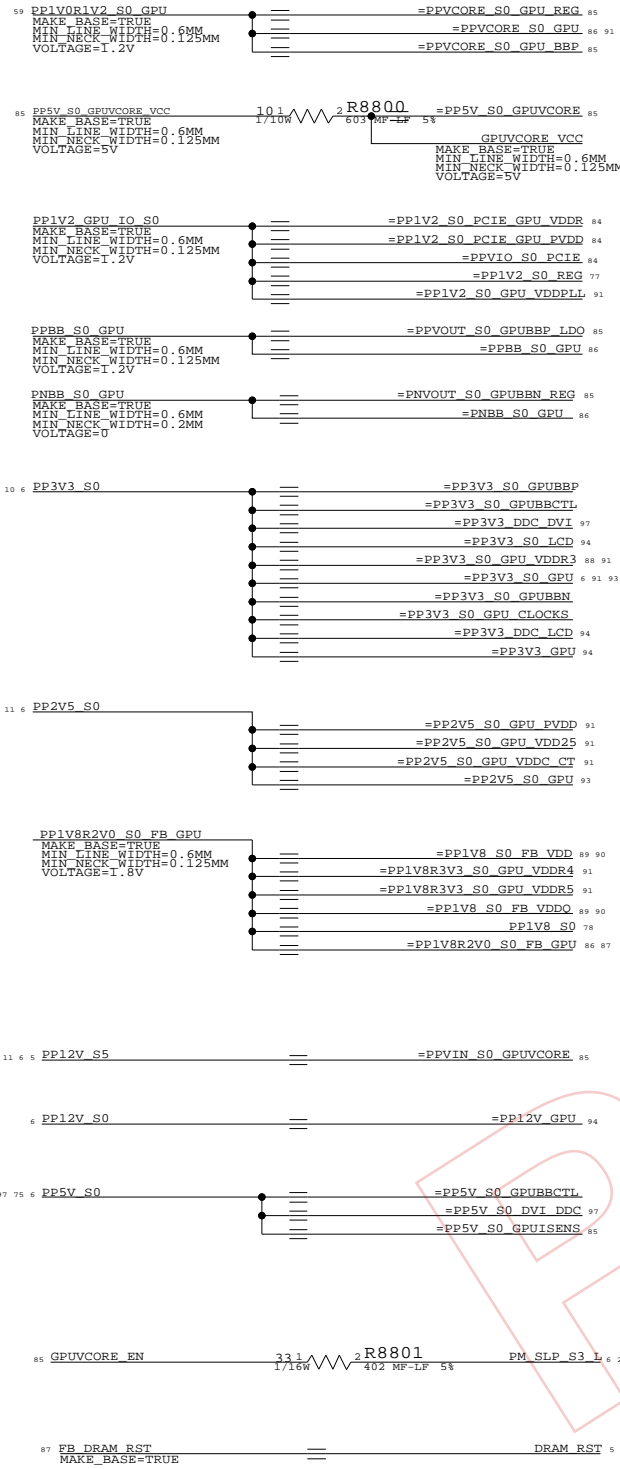 59 PP1V0R1V2_S0_GPU =PPVCORE_S0_GPU_REG 85
MAKE_BASE=TRUE
MIN_LINE_WIDTH=0.6MM =PPVCORE_S0_GPU 86 91
MIN_NECK_WIDTH=0.125MM
VOLTAGE=1.2V =PPVCORE_S0_GPU_BBP 85
85 PP5V_S0_GPUVCORE_VCC 10 1 2 R8800 =PP5V_S0_GPUVCORE 85
MAKE_BASE=TRUE 1/10W 603 MF-LF 5%
MIN_LINE_WIDTH=0.6MM
MIN_NECK_WIDTH=0.125MM
VOLTAGE=5V
GPUVCORE_VCC
MAKE_BASE=TRUE
MIN_LINE_WIDTH=0.6MM
MIN_NECK_WIDTH=0.125MM
VOLTAGE=5V
PP1V2_GPU_IO_S0 =PP1V2_S0_PCIE_GPU_VDDR 84
MAKE_BASE=TRUE
MIN_LINE_WIDTH=0.6MM =PP1V2_S0_PCIE_GPU_PVDD 84
MIN_NECK_WIDTH=0.125MM
VOLTAGE=1.2V =PPVIO_S0_PCIE 84
=PP1V2_S0_REG 77
=PP1V2_S0_GPU_VDDPLL 91
PPBB_S0_GPU =PPVOUT_S0_GPUBBP_LDO 85
MAKE_BASE=TRUE
MIN_LINE_WIDTH=0.6MM =PPBB_S0_GPU 86
MIN_NECK_WIDTH=0.125MM
VOLTAGE=1.2V
PNBB_S0_GPU =PNVOUT_S0_GPUBBN_REG 85
MAKE_BASE=TRUE
MIN_LINE_WIDTH=0.6MM =PNBB_S0_GPU 86
MIN_NECK_WIDTH=0.2MM
VOLTAGE=0
10 6 PP3V3_S0 =PP3V3_S0_GPUBBP
=PP3V3_S0_GPUBBCTL
=PP3V3_DDC_DVI 97
=PP3V3_S0_LCD 94
=PP3V3_S0_GPU_VDDR3 88 91
=PP3V3_S0_GPU 6 91 93
=PP3V3_S0_GPUBBN
=PP3V3_S0_GPU_CLOCKS
=PP3V3_DDC_LCD 94
=PP3V3_GPU 94
11 6 PP2V5_S0
=PP2V5_S0_GPU_PVDD 91
=PP2V5_S0_GPU_VDD25 91
=PP2V5_S0_GPU_VDDC_CT 91
=PP2V5_S0_GPU 93
PP1V8R2V0_S0_FB_GPU
MAKE_BASE=TRUE
MIN_LINE_WIDTH=0.6MM =PP1V8_S0_FB_VDD 89 90
MIN_NECK_WIDTH=0.125MM
VOLTAGE=1.8V =PP1V8R3V3_S0_GPU_VDDR4 91
=PP1V8R3V3_S0_GPU_VDDR5 91
=PP1V8_S0_FB_VDDQ 89 90
PP1V8_S0 78
=PP1V8R2V0_S0_FB_GPU 86 87
11 6 5 PP12V_S5 =PPVIN_S0_GPUVCORE 85
6 PP12V_S0 =PP12V_GPU 94
97 75 6 PP5V_S0 =PP5V_S0_GPUBBCTL
=PP5V_S0_DVI_DDC 97
=PP5V_S0_GPUISENS 85
85 GPUVCORE_EN 33 1 2 R8801 PM_SLP_S3_L 6
1/16W 402 MF-LF 5%
87 FB_DRAM_RST DRAM_RST 5
MAKE_BASE=TRUE